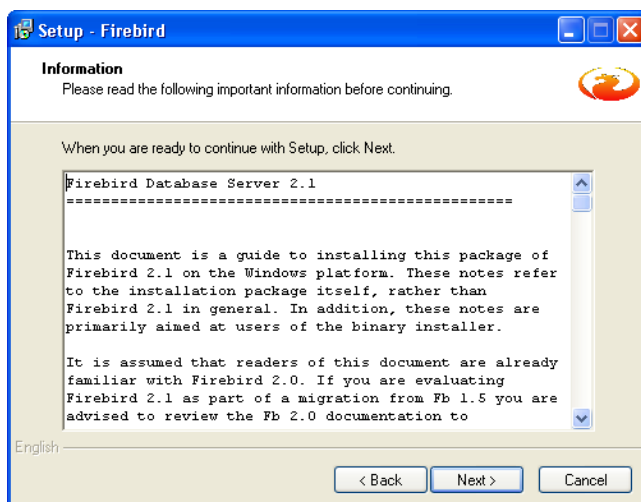 Setup - Firebird
Information
Please read the following important information before continuing.
When you are ready to continue with Setup, click Next.
Firebird Database Server 2.1
==================================================
This document is a guide to installing this package of
Firebird 2.1 on the Windows platform. These notes refer
to the installation package itself, rather than
Firebird 2.1 in general. In addition, these notes are
primarily aimed at users of the binary installer.
It is assumed that readers of this document are already
familiar with Firebird 2.0. If you are evaluating
Firebird 2.1 as part of a migration from Fb 1.5 you are
advised to review the Fb 2.0 documentation to
English
< Back
Next >
Cancel